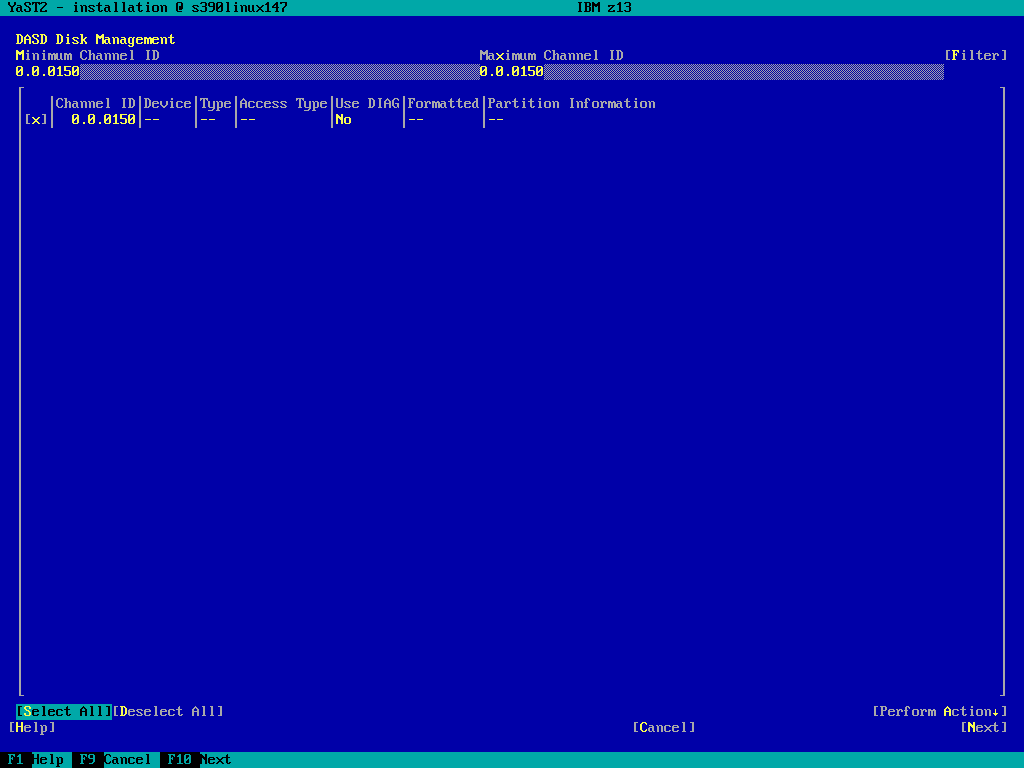 YaST2 - installation @ s390linux147 IBM z13
DASD Disk Management
Minimum Channel ID Maximum Channel ID [Filter]
0.0.0150 0.0.0150
Channel ID|Device|Type|Access Type|Use DIAG|Formatted|Partition Information
[x]| 0.0.0150|-- |-- |-- |No |-- |--
[Select All][Deselect All] [Perform Action↓]
[Help] [Cancel] [Next]
F1 Help F9 Cancel F10 Next